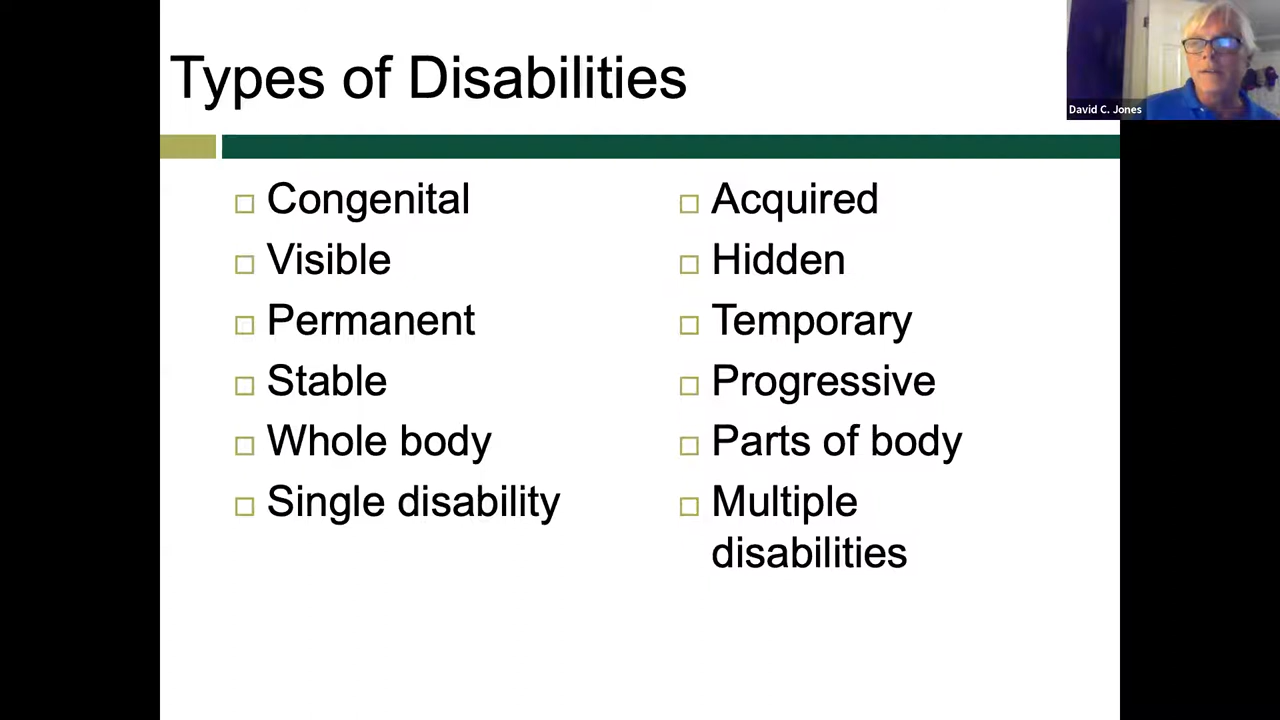 Types of Disabilities
David C. Jones
Congenital
Visible
Permanent
Stable
Whole body
Single disability
Acquired
Hidden
Temporary
Progressive
Parts of body
Multiple
disabilities